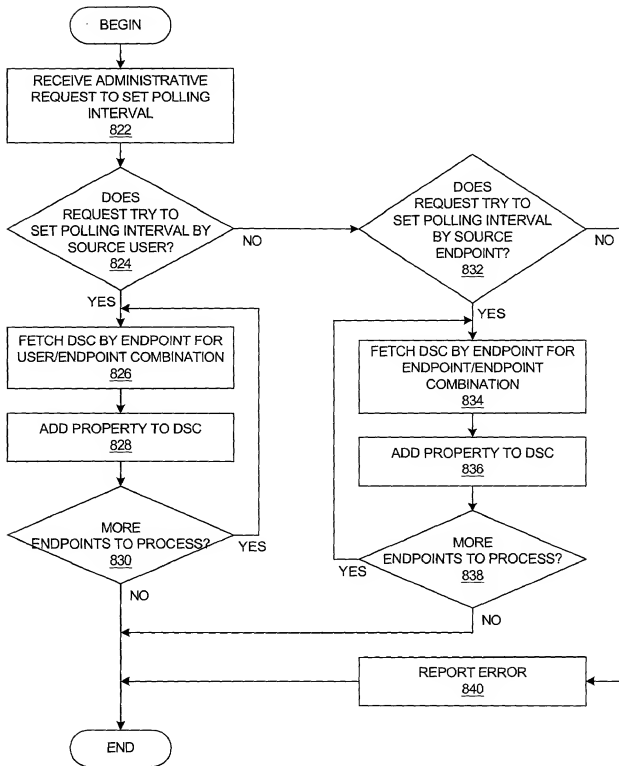 BEGIN
RECEIVE ADMINISTRATIVE
REQUEST TO SET POLLING
INTERVAL
822
DOES
REQUEST TRY TO
SET POLLING INTERVAL BY
SOURCE USER?
824
NO
YES
FETCH DSC BY ENDPOINT FOR
USER/ENDPOINT COMBINATION
826
ADD PROPERTY TO DSC
828
MORE
ENDPOINTS TO PROCESS?
830
YES
NO
DOES
REQUEST TRY TO
SET POLLING INTERVAL
BY SOURCE
ENDPOINT?
832
NO
YES
FETCH DSC BY ENDPOINT FOR
ENDPOINT/ENDPOINT
COMBINATION
834
ADD PROPERTY TO DSC
836
MORE
ENDPOINTS TO PROCESS?
838
YES
NO
REPORT ERROR
840
END